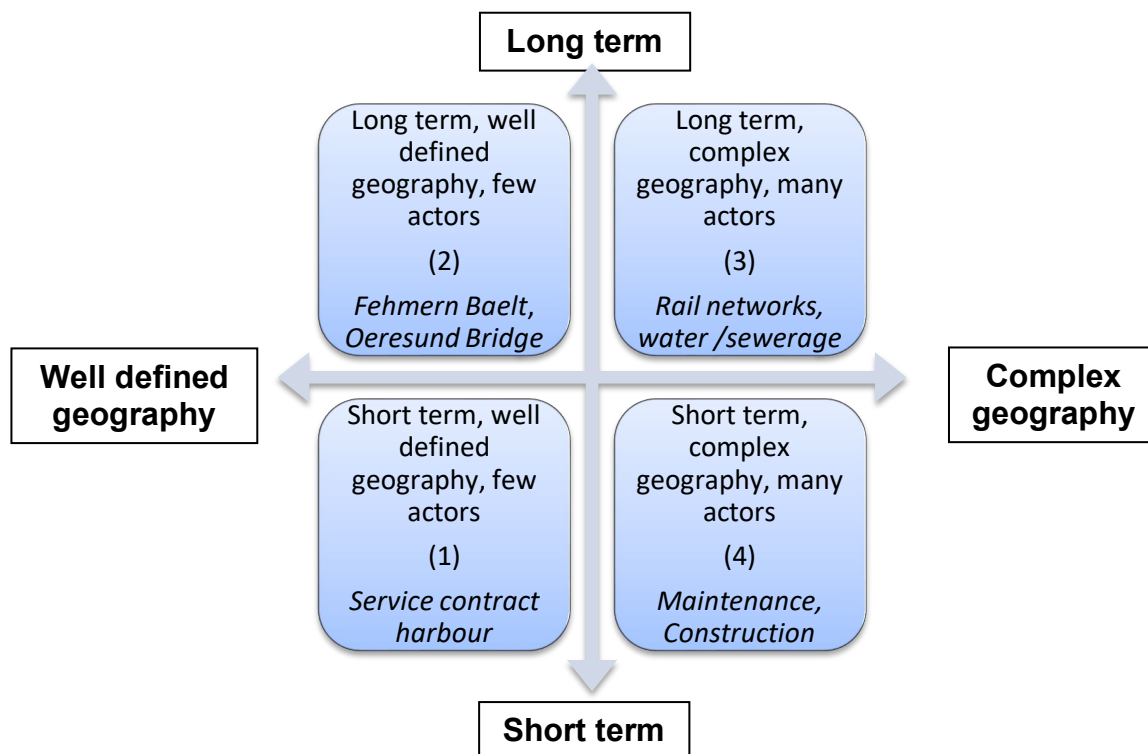 Long term
Long term, well
defined
geography, few
actors
(2)
Fehmern Baelt,
Oeresund Bridge
Long term,
complex
geography, many
actors
(3)
Rail networks,
water /sewerage
Well defined
geography
Complex
geography
Short term, well
defined
geography, few
actors
(1)
Service contract
harbour
Short term,
complex
geography, many
actors
(4)
Maintenance,
Construction
Short term